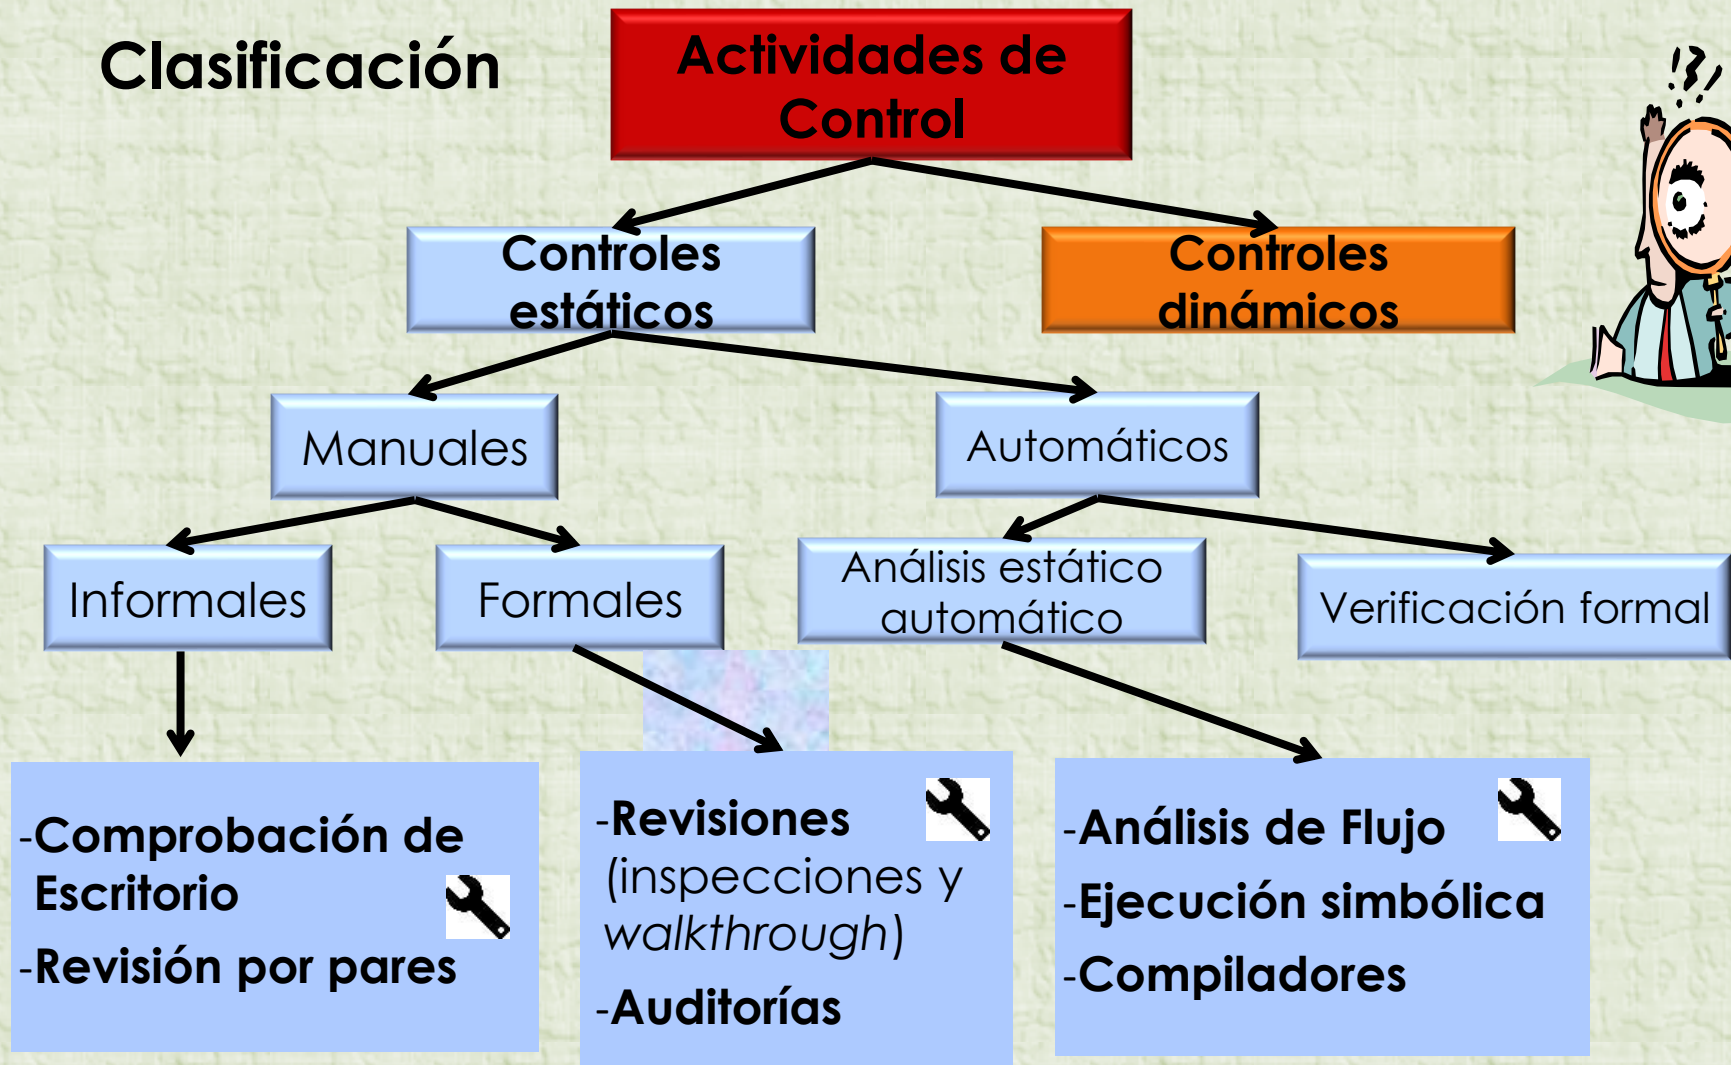 Clasificación
Actividades de
Control
!?/
Controles
estáticos
Controles
dinámicos
Manuales
Automáticos
Informales
Formales
Análisis estático
automático
Verificación formal
-Comprobación de
Escritorio
-Revisión por pares
-Revisiones
(inspecciones y
walkthrough)
-Auditorías
-Análisis de Flujo
-Ejecución simbólica
-Compiladores